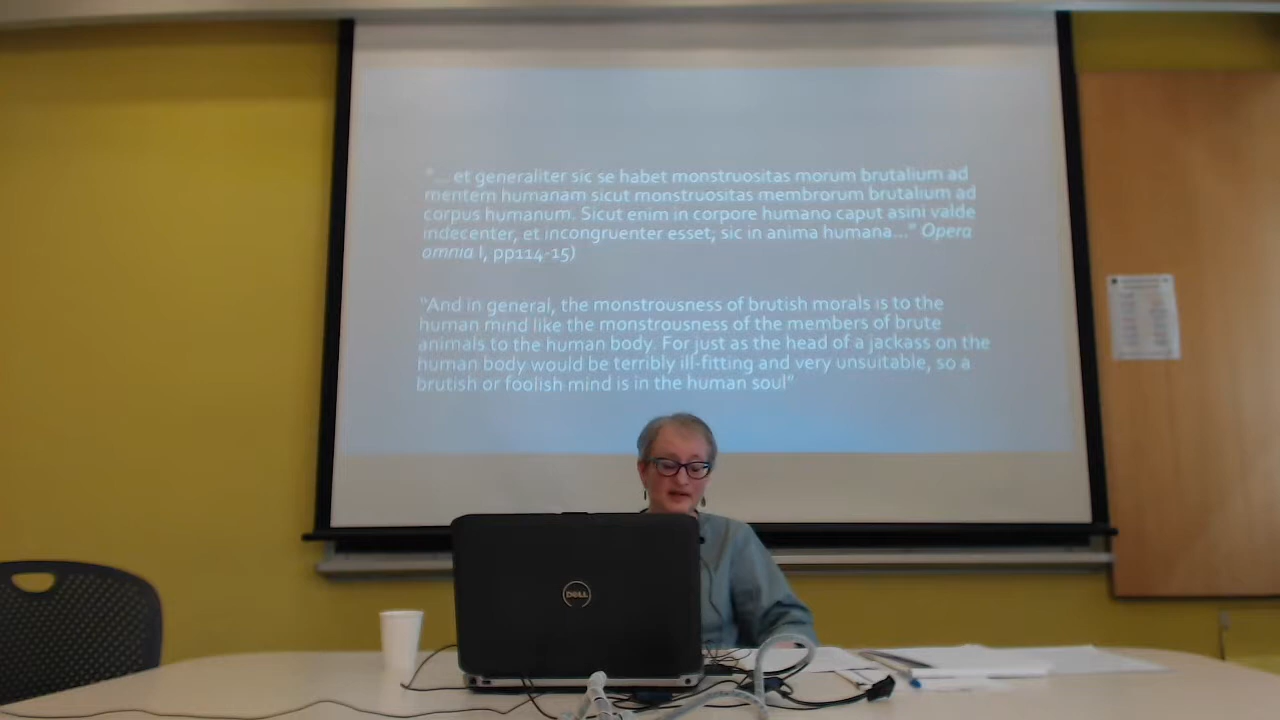 "... et generaliter sic se habet monstruositas morum brutalium ad
mentem humanam sicut monstruositas membrorum brutalium ad
corpus humanum. Sicut enim in corpore humano caput asini valde
indecenter, et incongruenter esset; sic in anima humana..." Opera
omnia I, pp114-15)
"And in general, the monstrousness of brutish morals is to the
human mind like the monstrousness of the members of brute
animals to the human body. For just as the head of a jackass on the
human body would be terribly ill-fitting and very unsuitable, so a
brutish or foolish mind is in the human soul"
DELL